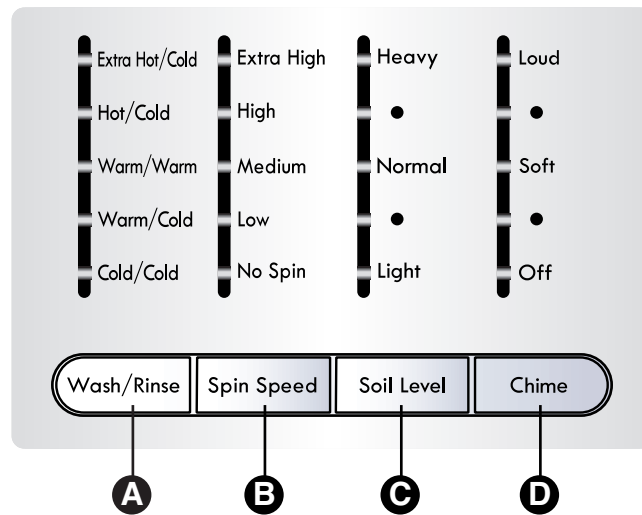 Extra Hot/Cold Extra High Heavy Loud
Hot/Cold High ● ●
Warm/Warm Medium Normal Soft
Warm/Cold Low ● ●
Cold/Cold No Spin Light Off
Wash/Rinse Spin Speed Soil Level Chime
A B C D